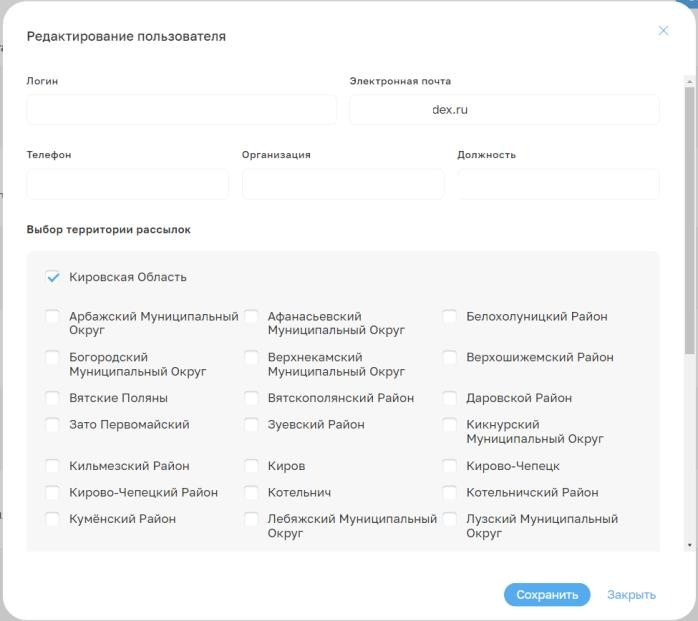 Редактирование пользователя
Логин
Электронная почта
dex.ru
Телефон
Организация
Должность
Выбор территории рассылок
Кировская Область
Арбажский Муниципальный
Округ
Афанасьевский
Муниципальный Округ
Белохолуницкий Район
Богородский
Муниципальный Округ
Верхнекамский
Муниципальный Округ
Верхошижемский Район
Вятские Поляны
Вятскополянский Район
Даровской Район
Зато Первомайский
Зуевский Район
Кикнурский
Муниципальный Округ
Кильмезский Район
Киров
Кирово-Чепецк
Кирово-Чепецкий Район
Котельнич
Котельничский Район
Кумёнский Район
Лебяжский Муниципальный
Округ
Лузский Муниципальный
Округ
Сохранить
Закрыть